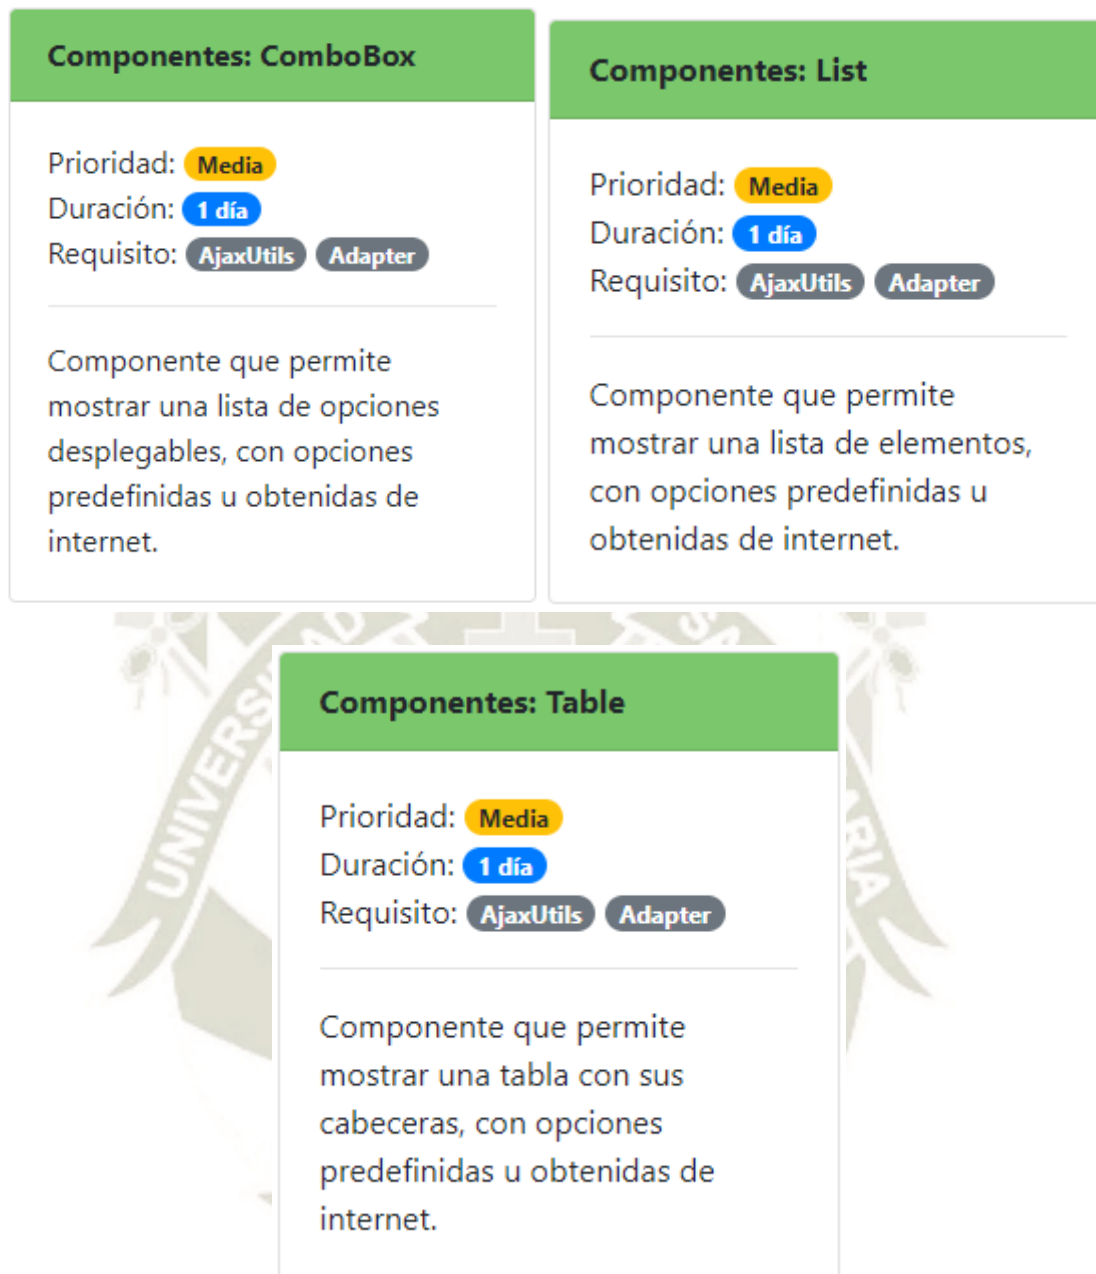 Componentes: ComboBox
Prioridad: Media
Duración: 1 día
Requisito: AjaxUtils Adapter
Componente que permite
mostrar una lista de opciones
desplegables, con opciones
predefinidas u obtenidas de
internet.
Componentes: List
Prioridad: Media
Duración: 1 día
Requisito: AjaxUtils Adapter
Componente que permite
mostrar una lista de elementos,
con opciones predefinidas u
obtenidas de internet.
Componentes: Table
Prioridad: Media
Duración: 1 día
Requisito: AjaxUtils Adapter
Componente que permite
mostrar una tabla con sus
cabeceras, con opciones
predefinidas u obtenidas de
internet.